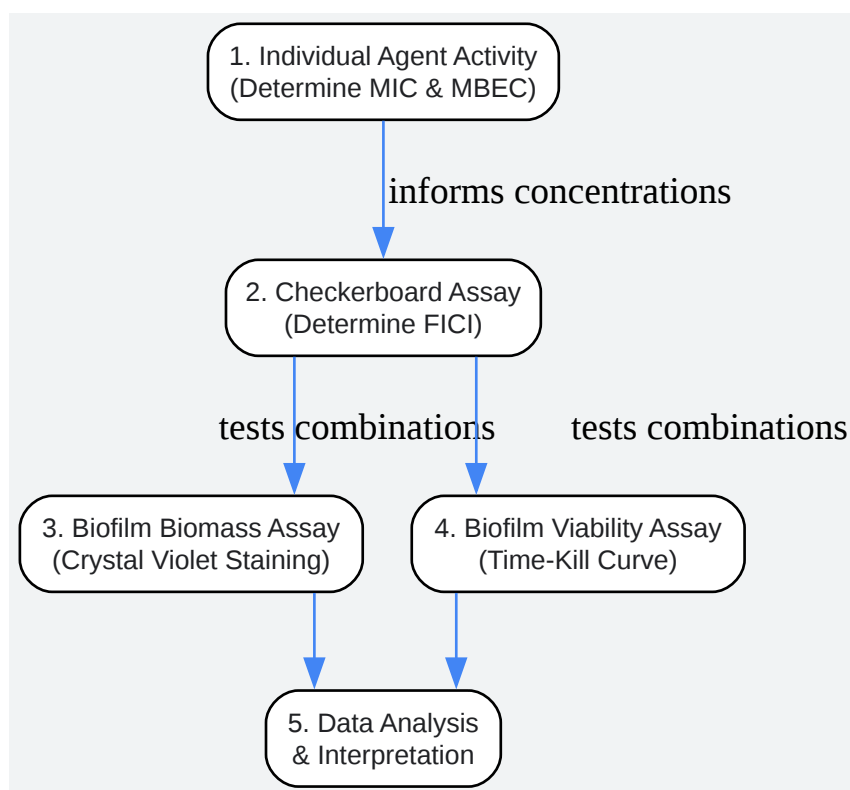 1. Individual Agent Activity
(Determine MIC & MBEC)
informs concentrations
2. Checkerboard Assay
(Determine FICI)
tests combinations
tests combinations
3. Biofilm Biomass Assay
(Crystal Violet Staining)
4. Biofilm Viability Assay
(Time-Kill Curve)
5. Data Analysis
& Interpretation